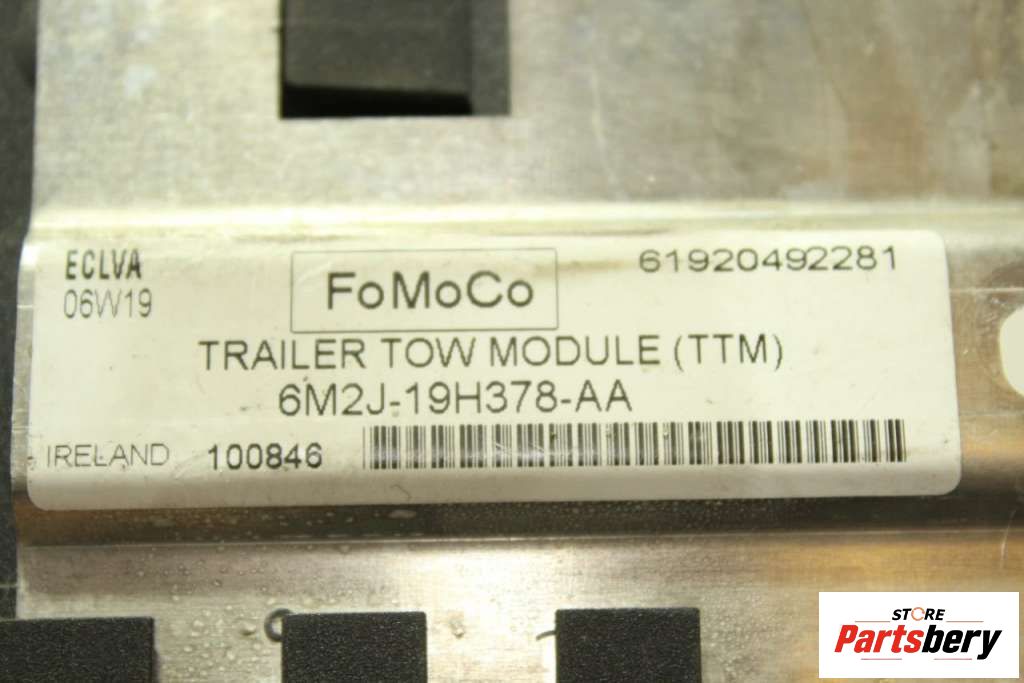 ECLVA
06W19
FoMoCo
61920492281
TRAILER TOW MODULE (TTM)
6M2J-19H378-AA
IRELAND 100846
STORE
Partsbery